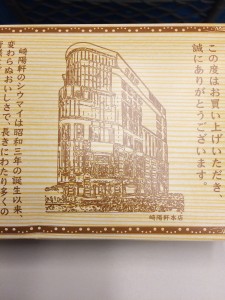 この度はお買い上げいただき、
誠にありがとうございます。
崎陽軒のシウマイは昭和三年の誕生以来、
変わらぬおいしさで、長きにわたり多くの
崎陽軒本店